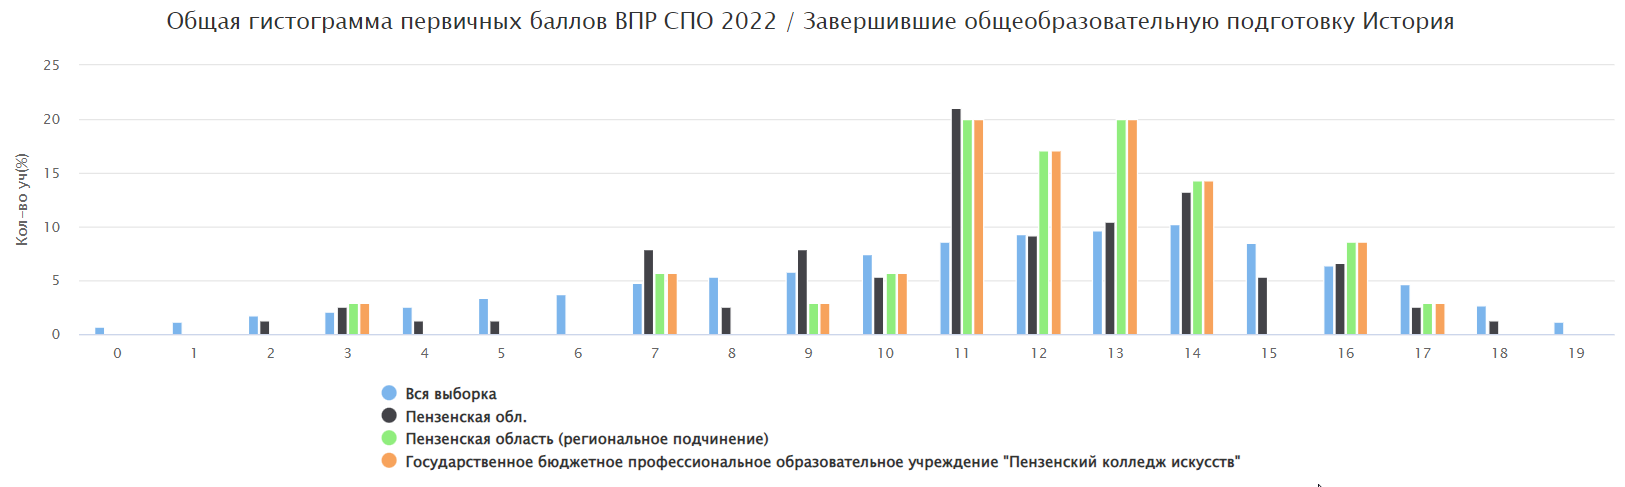 Общая гистограмма первичных баллов ВПР СПО 2022 / Завершившие общеобразовательную подготовку История
25
20
15
10
5
0
Кол-во уч(%)
0 1 2 3 4 5 6 7 8 9 10 11 12 13 14 15 16 17 18 19
Вся выборка
Пензенская обл.
Пензенская область (региональное подчинение)
Государственное бюджетное профессиональное образовательное учреждение "Пензенский колледж искусств"